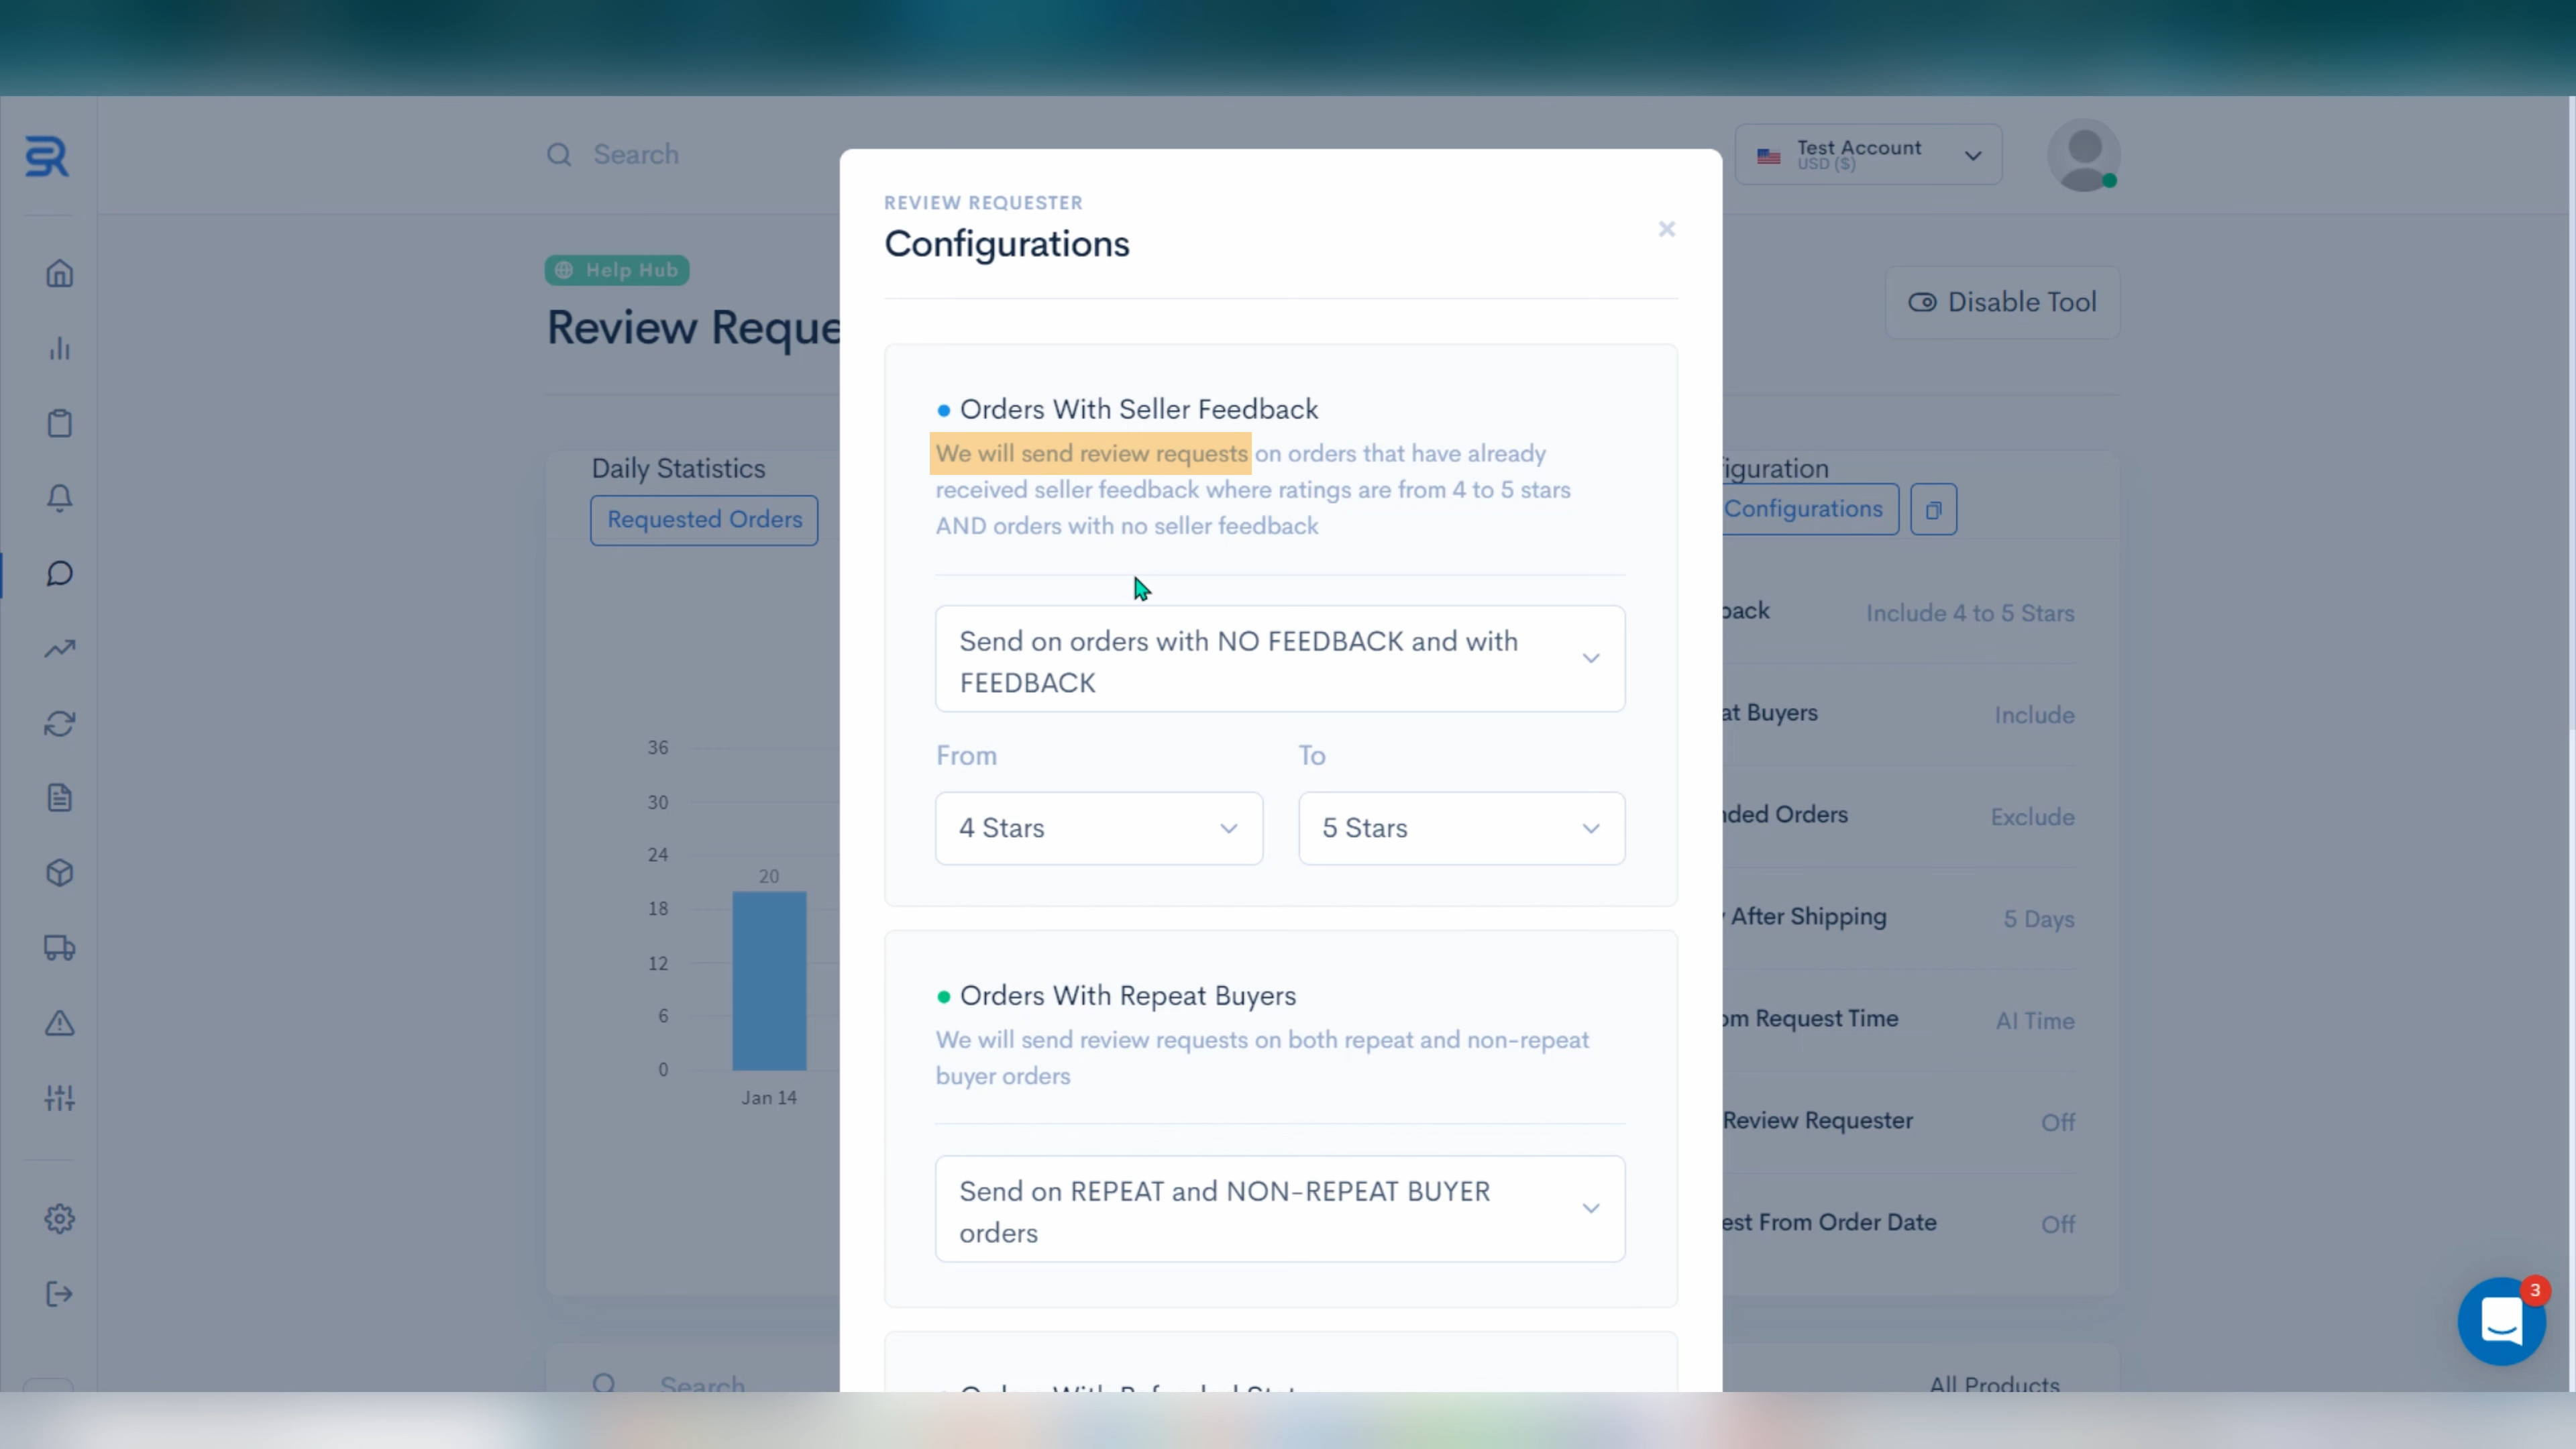 Search
Test Account
USD ($)
Help Hub
Review Reque
Disable Tool
REVIEW REQUESTER
Configurations
Orders With Seller Feedback
We will send review requests on orders that have already
received seller feedback where ratings are from 4 to 5 stars
AND orders with no seller feedback
Send on orders with NO FEEDBACK and with
FEEDBACK
From
To
4 Stars
5 Stars
Orders With Repeat Buyers
We will send review requests on both repeat and non-repeat
buyer orders
Send on REPEAT and NON-REPEAT BUYER
orders
Daily Statistics
Requested Orders
36
30
24
20
18
12
6
0
Jan 14
figuration
Configurations
back
Include 4 to 5 Stars
at Buyers
Include
nded Orders
Exclude
After Shipping
5 Days
om Request Time
AI Time
Review Requester
Off
est From Order Date
Off
3
Search
All Products